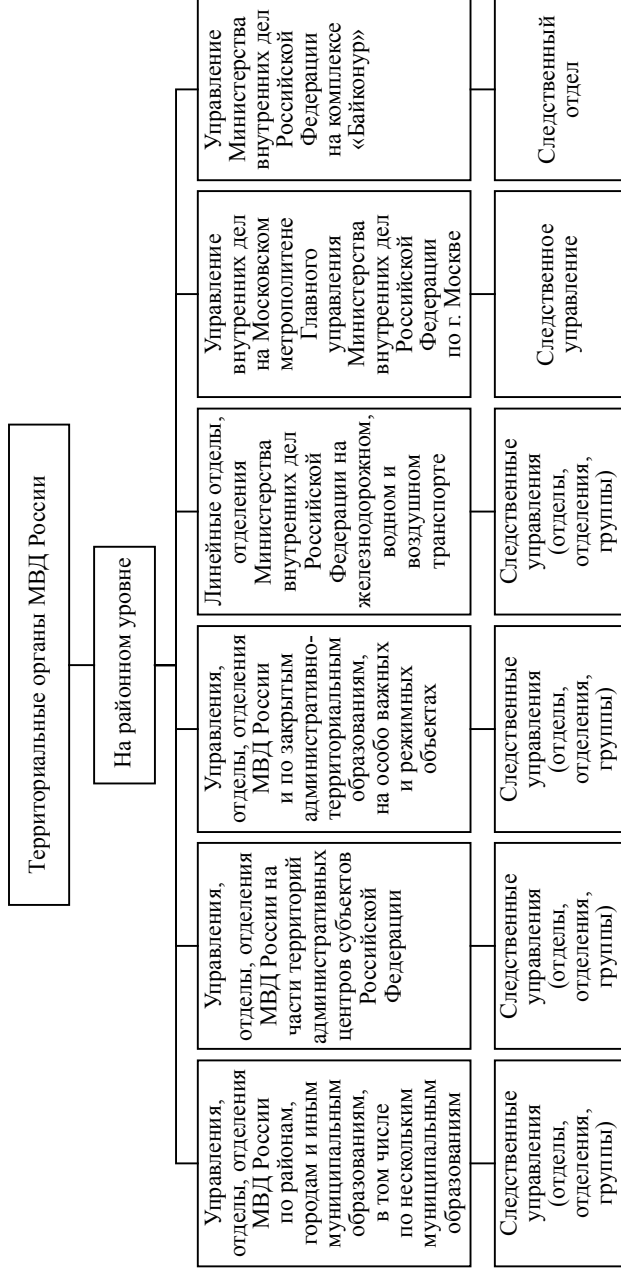 Территориальные органы МВД России
На районном уровне
Управления,
отделы, отделения
МВД России
по районам,
городам и иным
муниципальным
образованиям,
в том числе
по нескольким
муниципальным
образованиям
Следственные
управления
(отделы,
отделения,
группы)
Управления,
отделы, отделения
МВД России на
части территорий
административных
центров субъектов
Российской
Федерации
Следственные
управления
(отделы,
отделения,
группы)
Управления,
отделы, отделения
МВД России
и по закрытым
административно-
территориальным
образованиям,
на особо важных
и режимных
объектах
Следственные
управления
(отделы,
отделения,
группы)
Линейные отделы,
отделения
Министерства
внутренних дел
Российской
Федерации на
железнодорожном,
водном и
воздушном
транспорте
Следственные
управления
(отделы,
отделения,
группы)
Управление
внутренних дел
на Московском
метрополитене
Главного
управления
Министерства
внутренних дел
Российской
Федерации
по г. Москве
Следственное
управление
Управление
Министерства
внутренних дел
Российской
Федерации
на комплексе
«Байконур»
Следственный
отдел